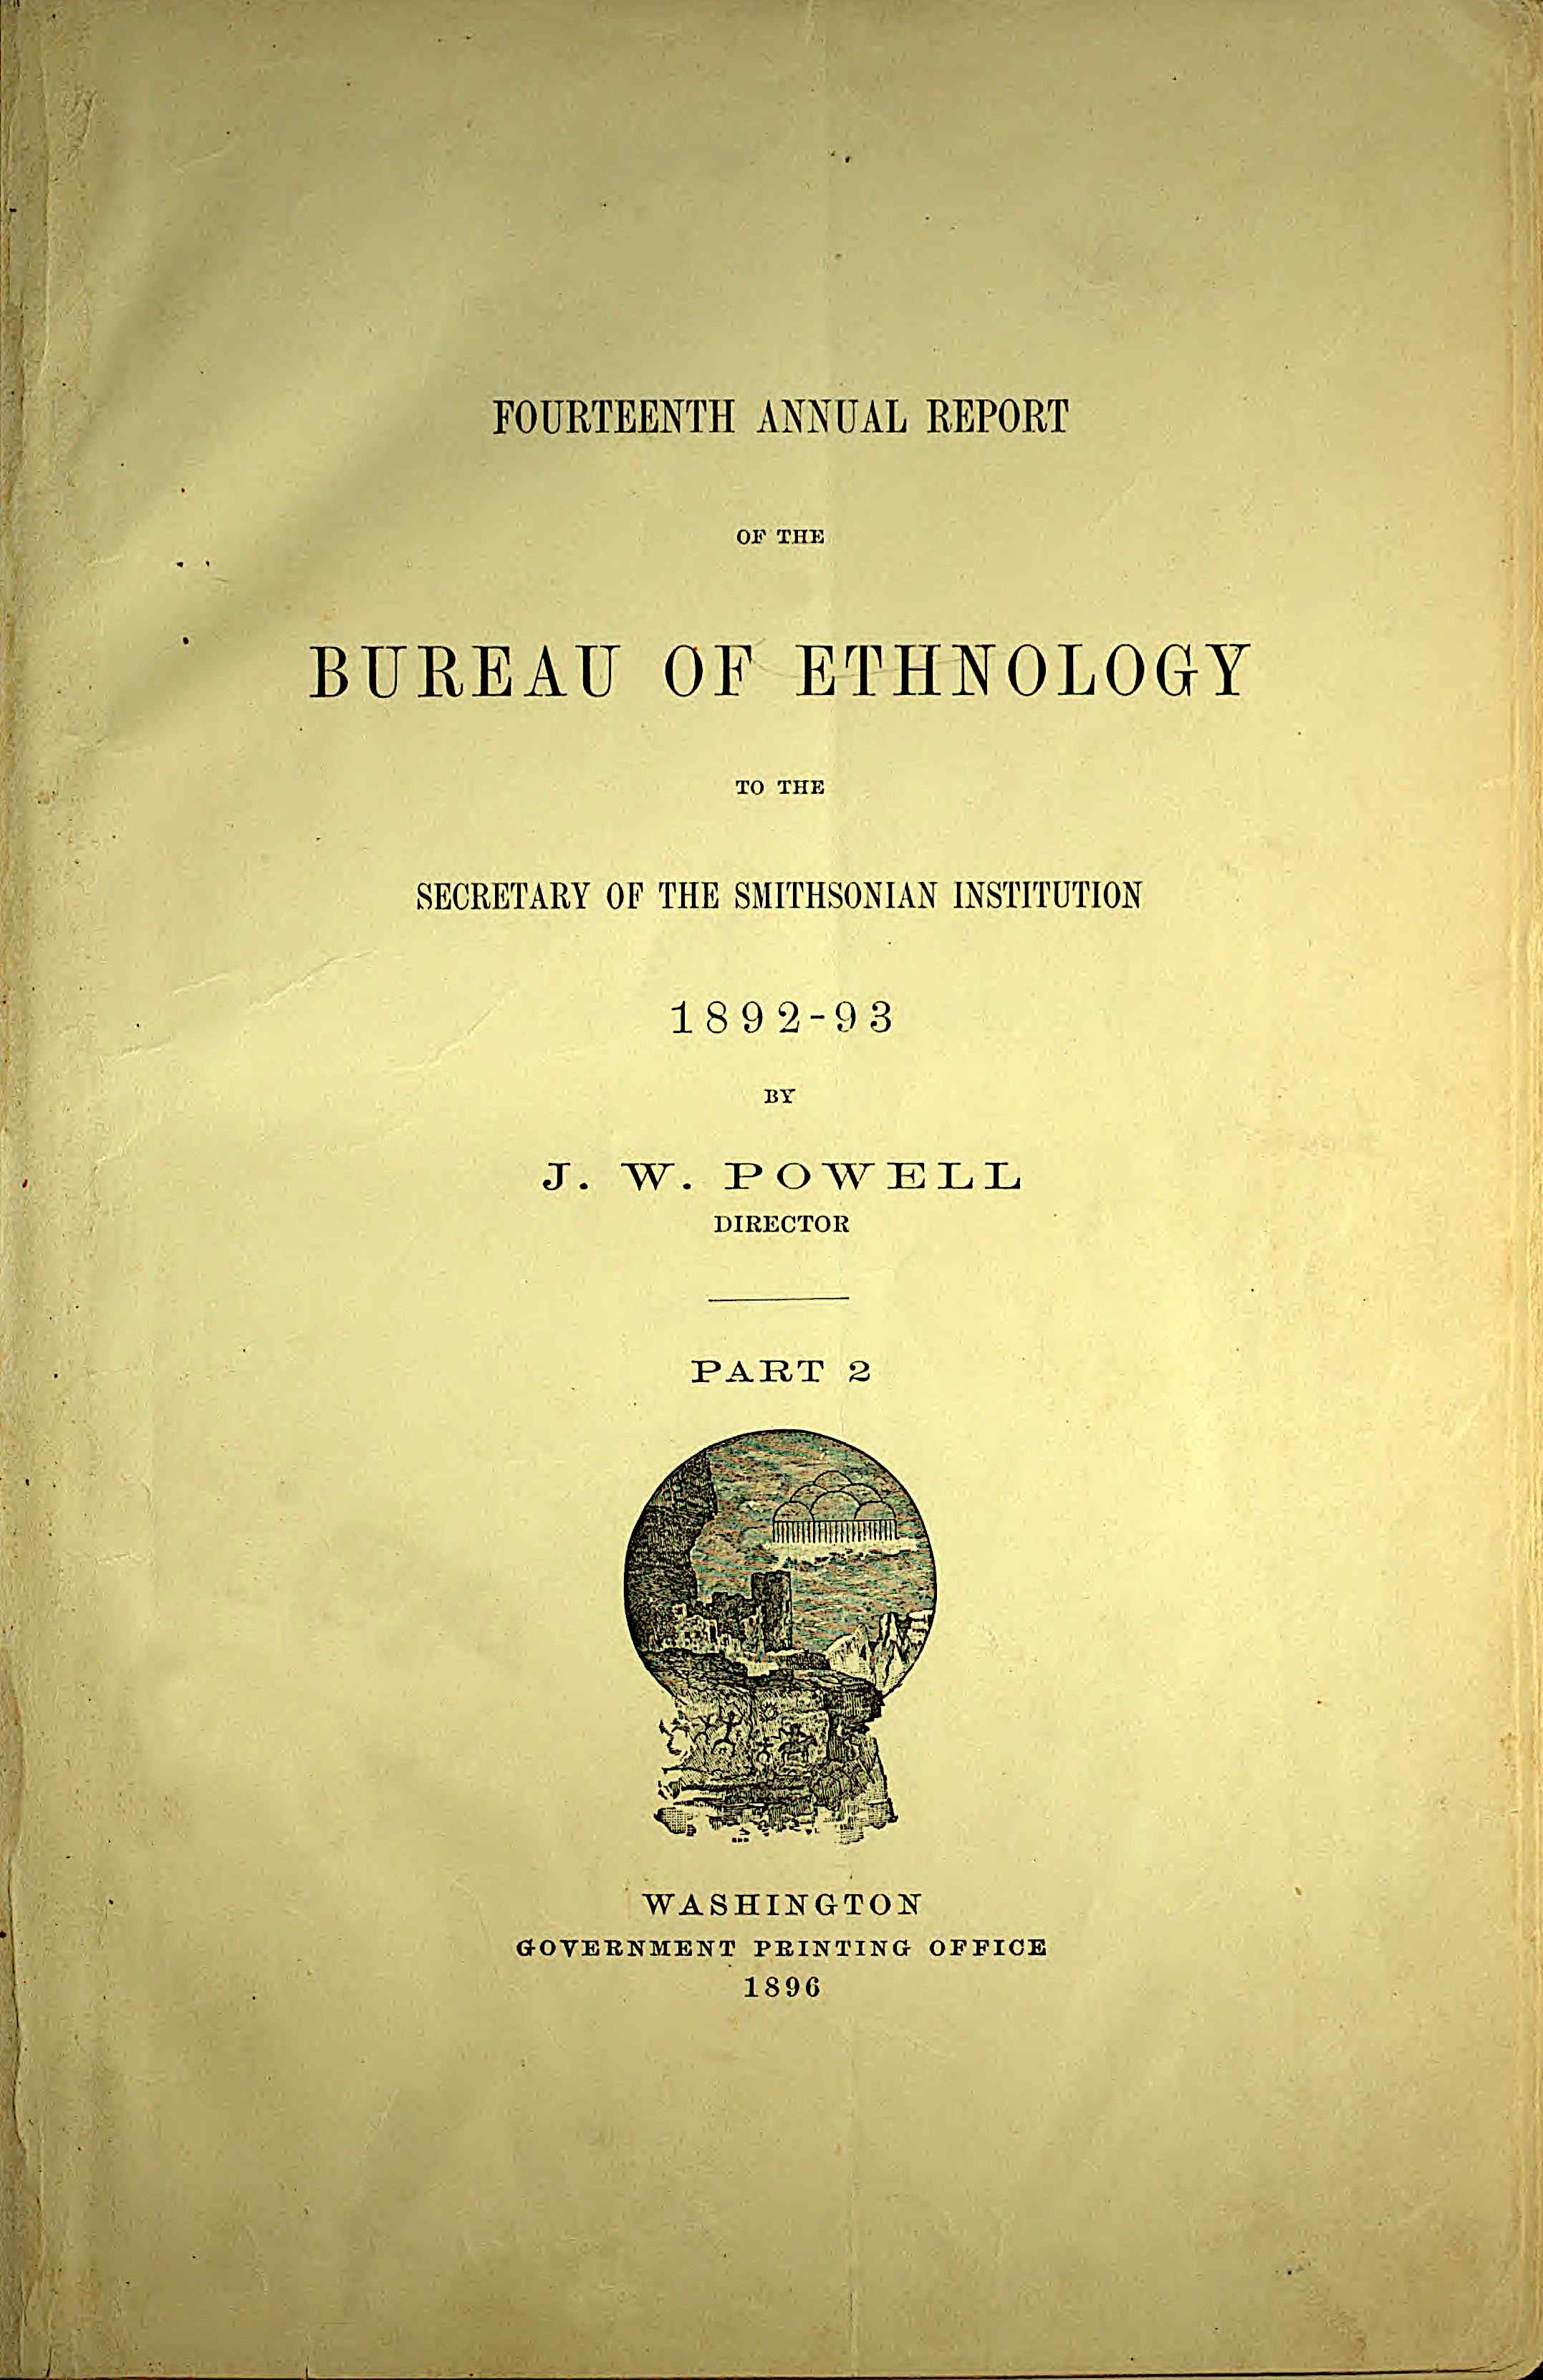 FOURTEENTH ANNUAL REPORT
OF THE
BUREAU OF ETHNOLOGY
TO THE
SECRETARY OF THE SMITHSONIAN INSTITUTION
1892-93
BY
J. W. POWELL
DIRECTOR
PART 2
WASHINGTON
GOVERNMENT PRINTING OFFICE
1896